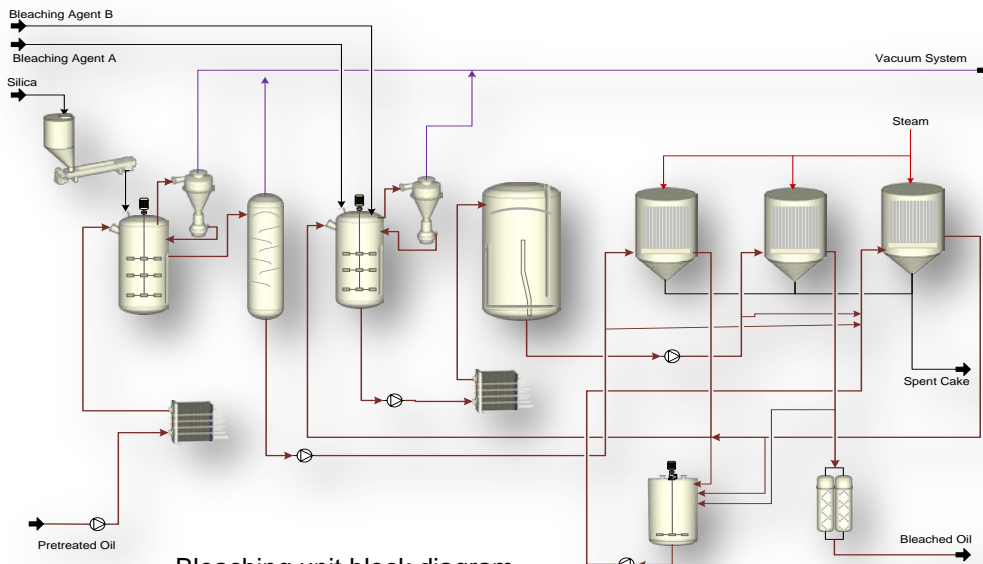 Bleaching Agent B
Bleaching Agent A
Vacuum System
Silica
Steam
Spent Cake
Pretreated Oil
Bleached Oil
Bleaching unit block diagram